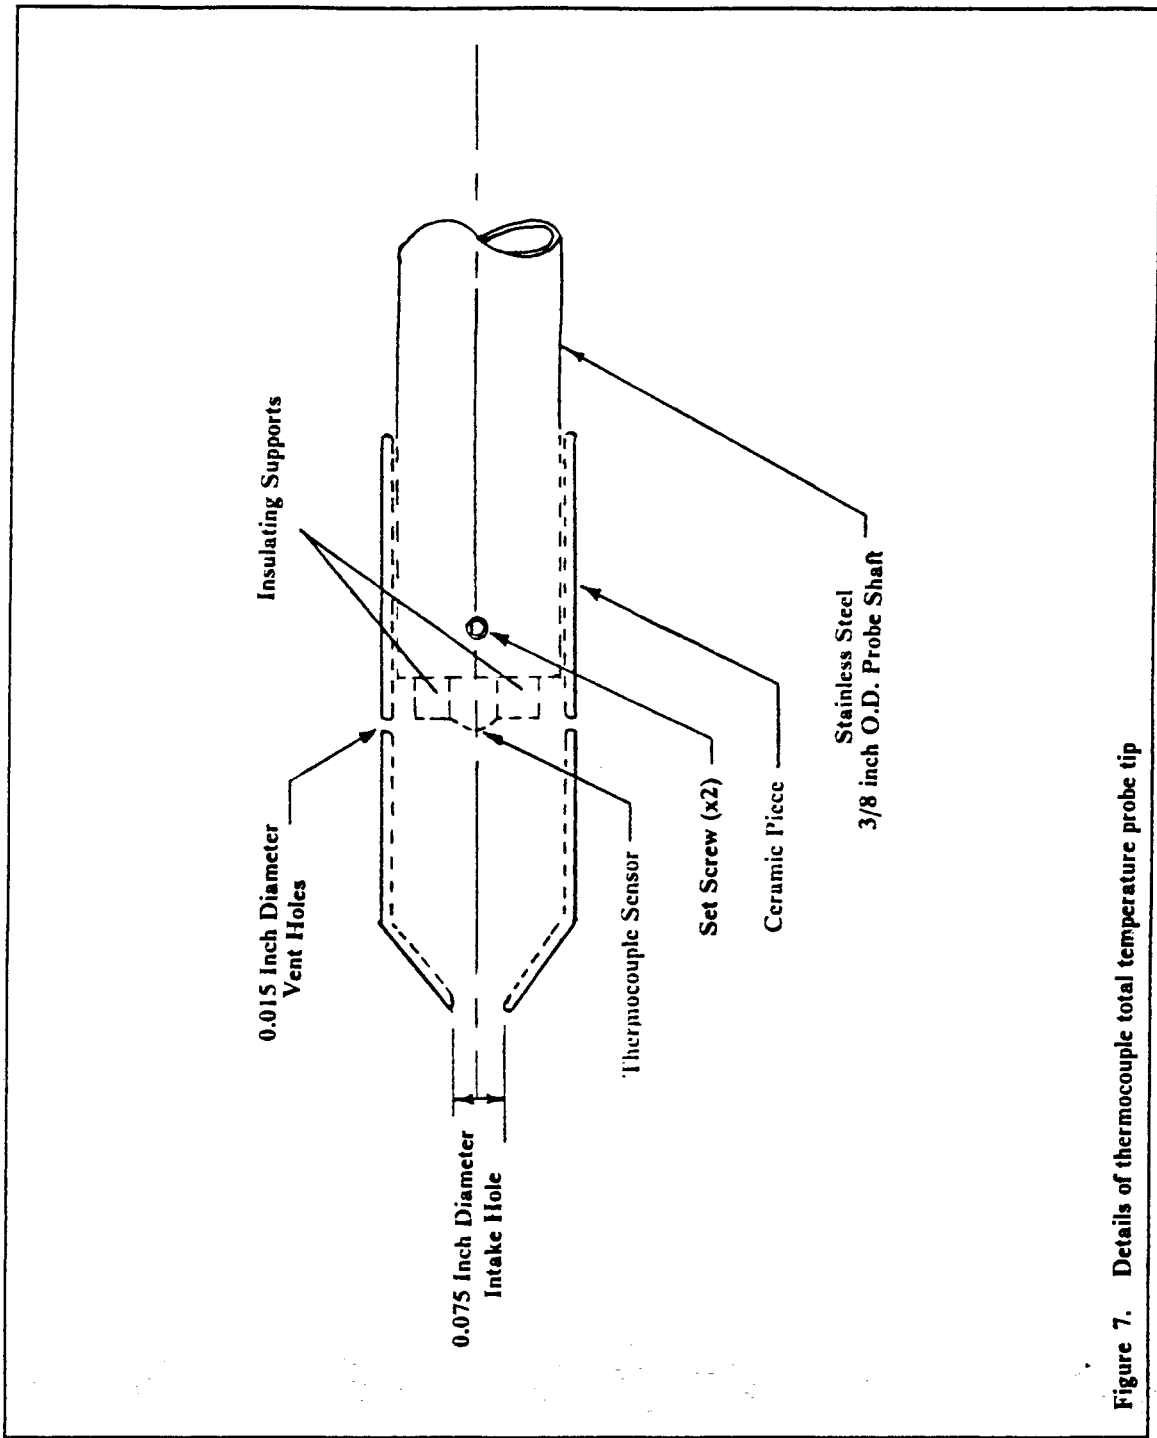 Insulating Supports
0.015 Inch Diameter
Vent Holes
0.075 Inch Diameter
Intake Hole
Thermocouple Sensor
Set Screw (x2)
Ceramic Piece
Stainless Steel
3/8 inch O.D. Probe Shaft
Figure 7. Details of thermocouple total temperature probe tip